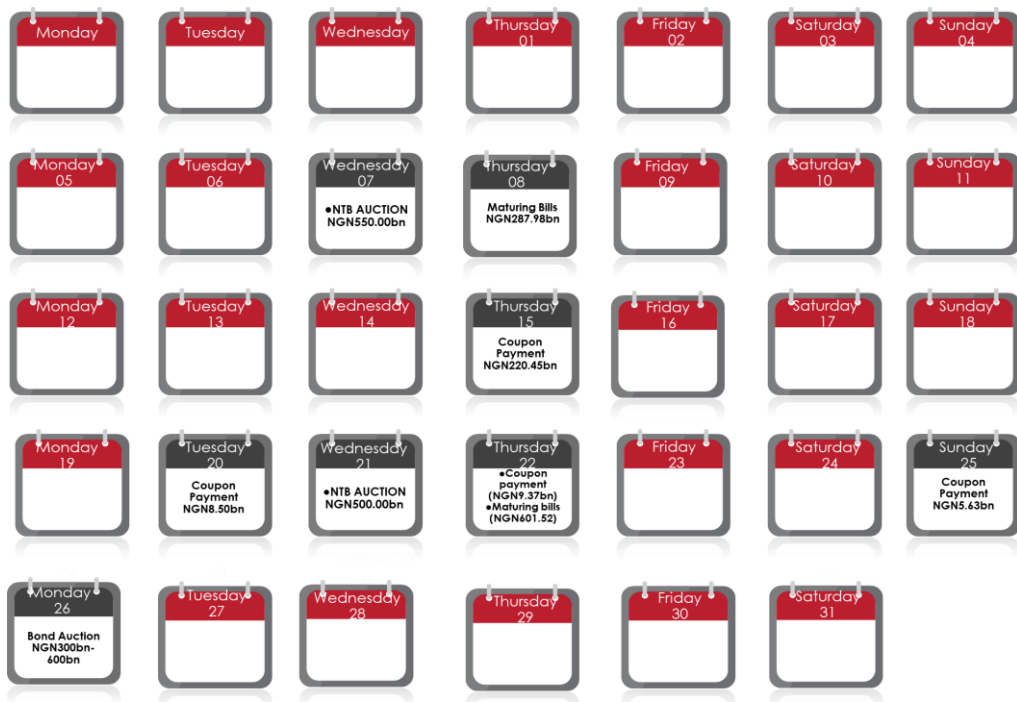 Monday
Tuesday
Wednesday
Thursday
01
Friday
02
Saturday
03
Sunday
04
Monday
05
Tuesday
06
Wednesday
07
●NTB AUCTION
NGN550.00bn
Thursday
08
Maturing Bills
NGN287.98bn
Friday
09
Saturday
10
Sunday
11
Monday
12
Tuesday
13
Wednesday
14
Thursday
15
Coupon
Payment
NGN220.45bn
Friday
16
Saturday
17
Sunday
18
Monday
19
Tuesday
20
Coupon
Payment
NGN8.50bn
Wednesday
21
●NTB AUCTION
NGN500.00bn
Thursday
22
●Coupon
payment
(NGN9.37bn)
●Maturing bills
(NGN601.52)
Friday
23
Saturday
24
Sunday
25
Coupon
Payment
NGN5.63bn
Monday
26
Bond Auction
NGN300bn-
600bn
Tuesday
27
Wednesday
28
Thursday
29
Friday
30
Saturday
31